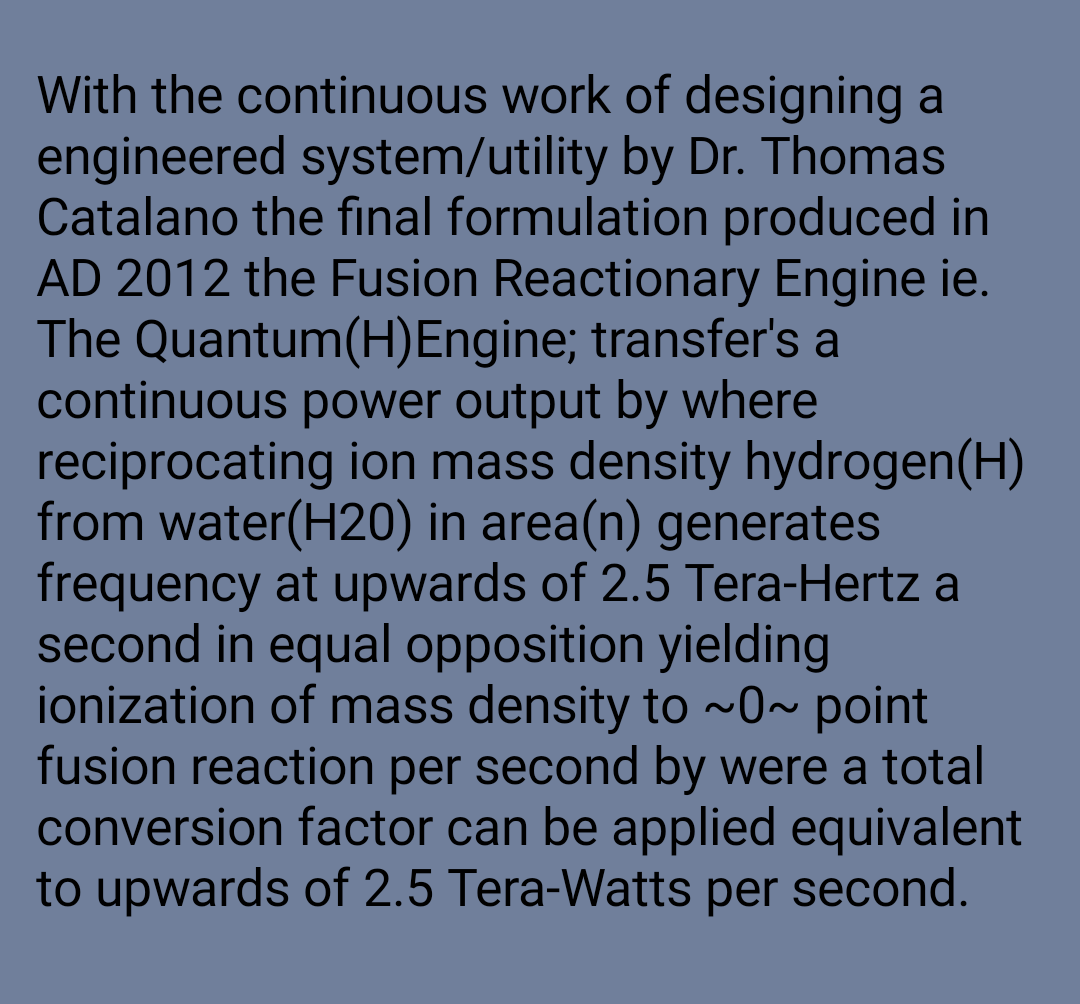 With the continuous work of designing a
engineered system/utility by Dr. Thomas
Catalano the final formulation produced in
AD 2012 the Fusion Reactionary Engine ie.
The Quantum(H)Engine; transfer's a
continuous power output by where
reciprocating ion mass density hydrogen(H)
from water(H20) in area(n) generates
frequency at upwards of 2.5 Tera-Hertz a
second in equal opposition yielding
ionization of mass density to ~0~ point
fusion reaction per second by were a total
conversion factor can be applied equivalent
to upwards of 2.5 Tera-Watts per second.